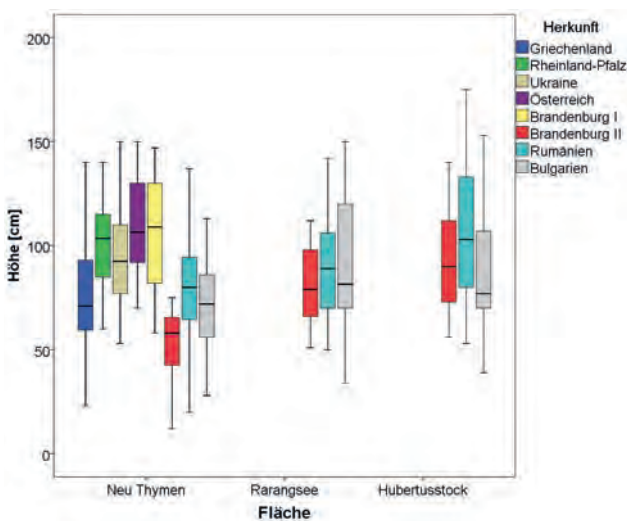 Herkunft
Griechenland
Rheinland-Pfalz
Ukraine
Österreich
Brandenburg I
Brandenburg II
Rumänien
Bulgarien
Höhe [cm]
200
150
100
50
0
Neu Thymen
Rarangsee
Hubertusstock
Fläche